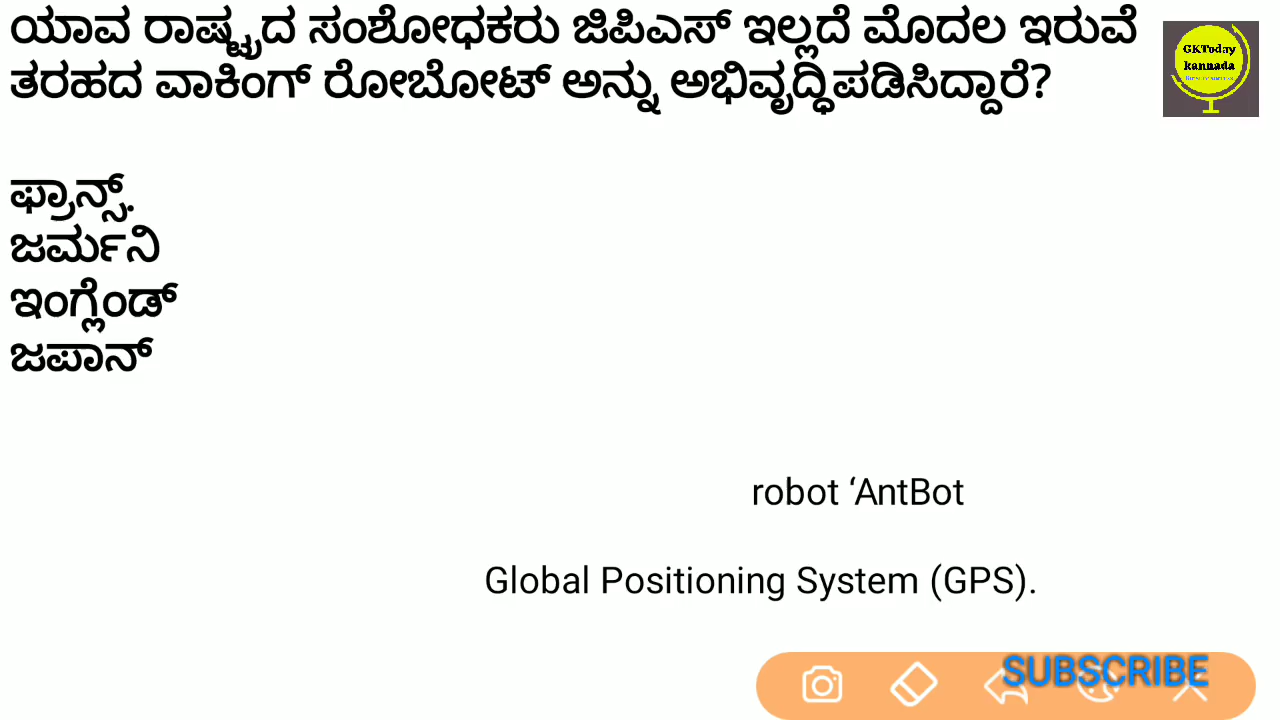 ಯಾವ ರಾಷ್ಟ್ರದ ಸಂಶೋಧಕರು ಜಿಪಿಎಸ್ ಇಲ್ಲದೆ ಮೊದಲ ಇರುವೆ
ತರಹದ ವಾಕಿಂಗ್ ರೋಬೋಟ್ ಅನ್ನು ಅಭಿವೃದ್ಧಿಪಡಿಸಿದ್ದಾರೆ?
GKToday
kannada
ಫ್ರಾನ್ಸ್.
ಜರ್ಮನಿ
ಇಂಗ್ಲೆಂಡ್
ಜಪಾನ್
robot ‘AntBot
Global Positioning System (GPS).
SUBSCRIBE